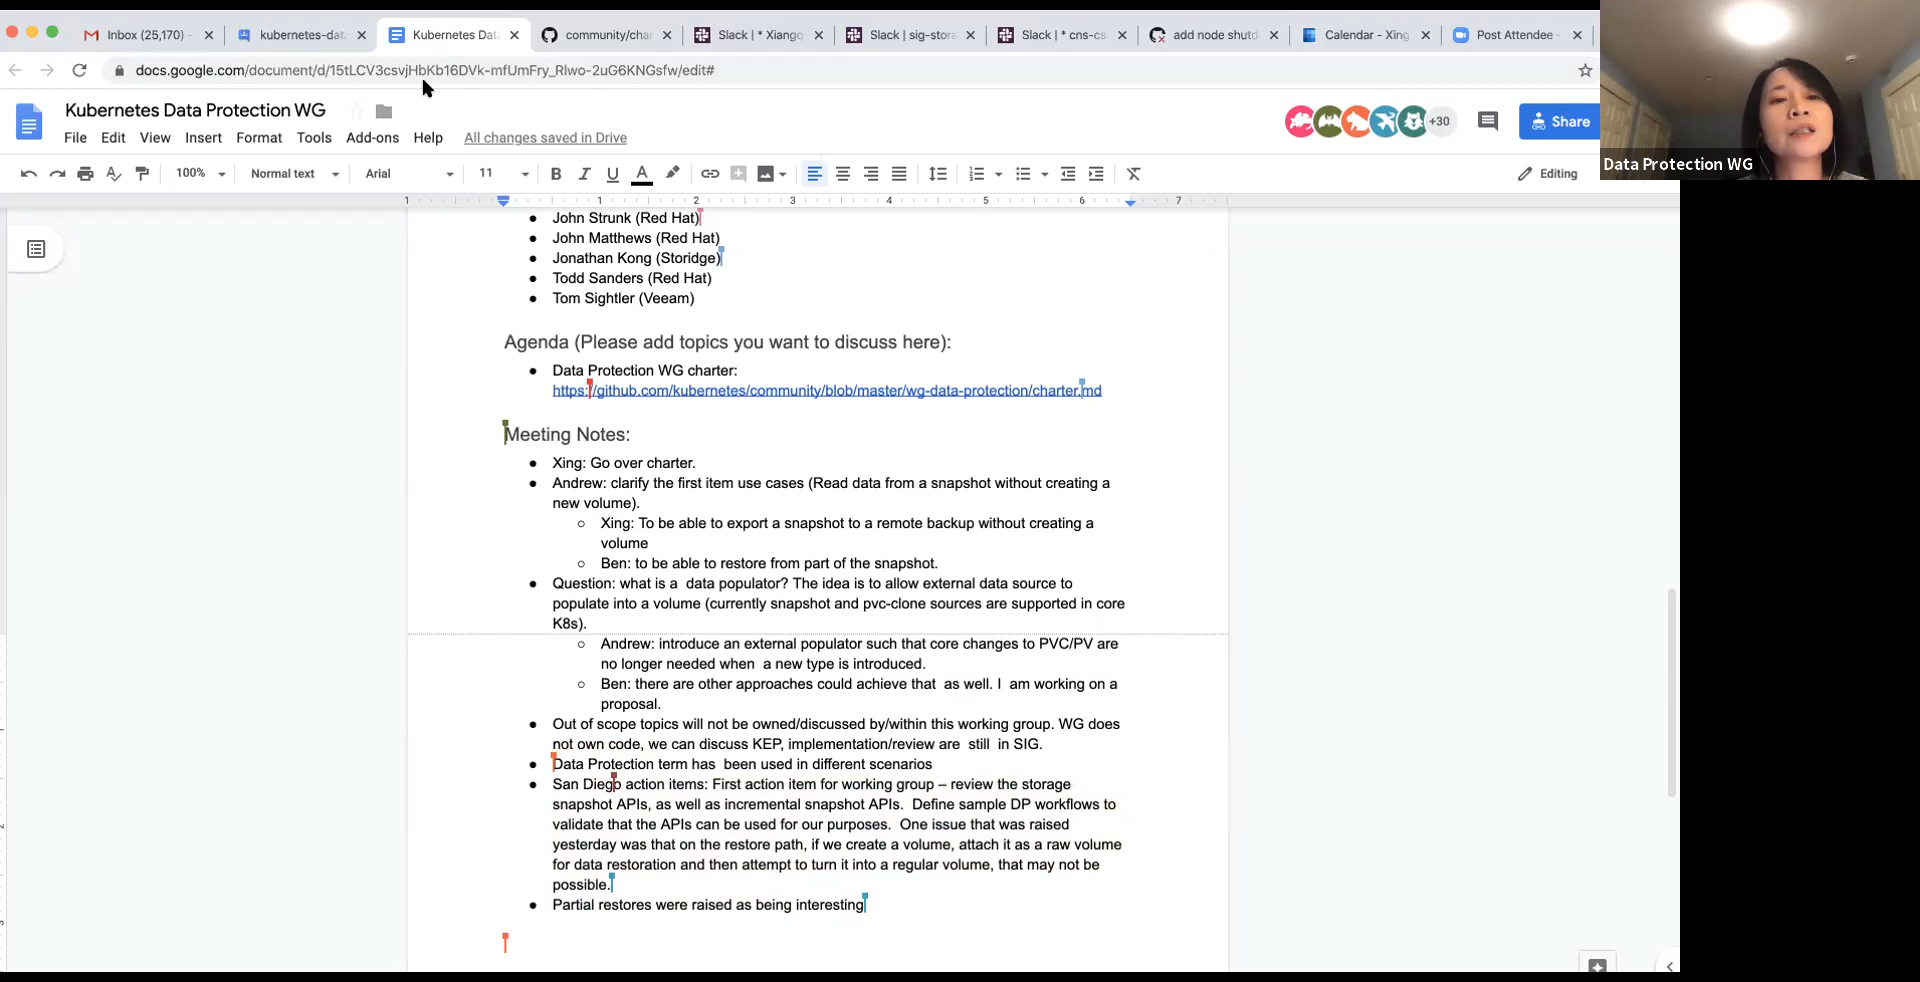 Inbox (25,170) -
kubernetes-dat
Kubernetes Dat
community/char
Slack | * Xiangq
Slack | sig-stora
Slack | * cns-cs
add node shutd
Calendar - Xing
Post Attendee -
docs.google.com/document/d/15tLCV3csvjHbKb16DVk-mfUmFry_Rlwo-2uG6KNGsfw/edit#
Kubernetes Data Protection WG
File Edit View Insert Format Tools Add-ons Help All changes saved in Drive
+30
Share
Data Protection WG
100% Normal text Arial 11 B I U A Editing
1 1 2 3 4 5 6 7
John Strunk (Red Hat)
John Matthews (Red Hat)
Jonathan Kong (Storidge)
Todd Sanders (Red Hat)
Tom Sightler (Veeam)
Agenda (Please add topics you want to discuss here):
Data Protection WG charter:
https://github.com/kubernetes/community/blob/master/wg-data-protection/charter.md
Meeting Notes:
Xing: Go over charter.
Andrew: clarify the first item use cases (Read data from a snapshot without creating a
new volume).
Xing: To be able to export a snapshot to a remote backup without creating a
volume
Ben: to be able to restore from part of the snapshot.
Question: what is a data populator? The idea is to allow external data source to
populate into a volume (currently snapshot and pvc-clone sources are supported in core
K8s).
Andrew: introduce an external populator such that core changes to PVC/PV are
no longer needed when a new type is introduced.
Ben: there are other approaches could achieve that as well. I am working on a
proposal.
Out of scope topics will not be owned/discussed by/within this working group. WG does
not own code, we can discuss KEP, implementation/review are still in SIG.
Data Protection term has been used in different scenarios
San Diego action items: First action item for working group – review the storage
snapshot APIs, as well as incremental snapshot APIs. Define sample DP workflows to
validate that the APIs can be used for our purposes. One issue that was raised
yesterday was that on the restore path, if we create a volume, attach it as a raw volume
for data restoration and then attempt to turn it into a regular volume, that may not be
possible.
Partial restores were raised as being interesting